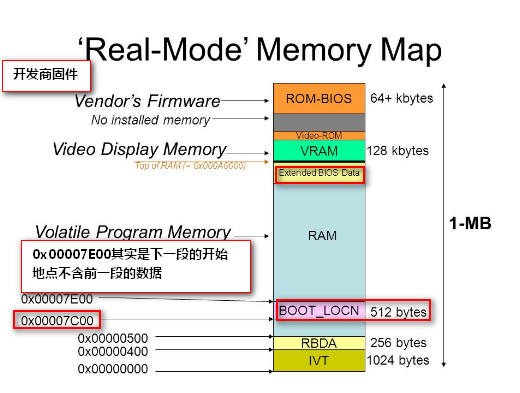 ‘Real-Mode’ Memory Map
开发商固件
Vendor’s Firmware
ROM-BIOS
64+ kbytes
No installed memory
Video-ROM
Video Display Memory
VRAM
128 kbytes
Top of RAM (= 0x000A0000)
Extended BIOS Data
1-MB
Volatile Program Memory
RAM
0x00007E00其实是下一段的开始
地点不含前一段的数据
0x00007E00
BOOT_LOCN
512 bytes
0x00007C00
0x00000500
RBDA
256 bytes
0x00000400
IVT
1024 bytes
0x00000000